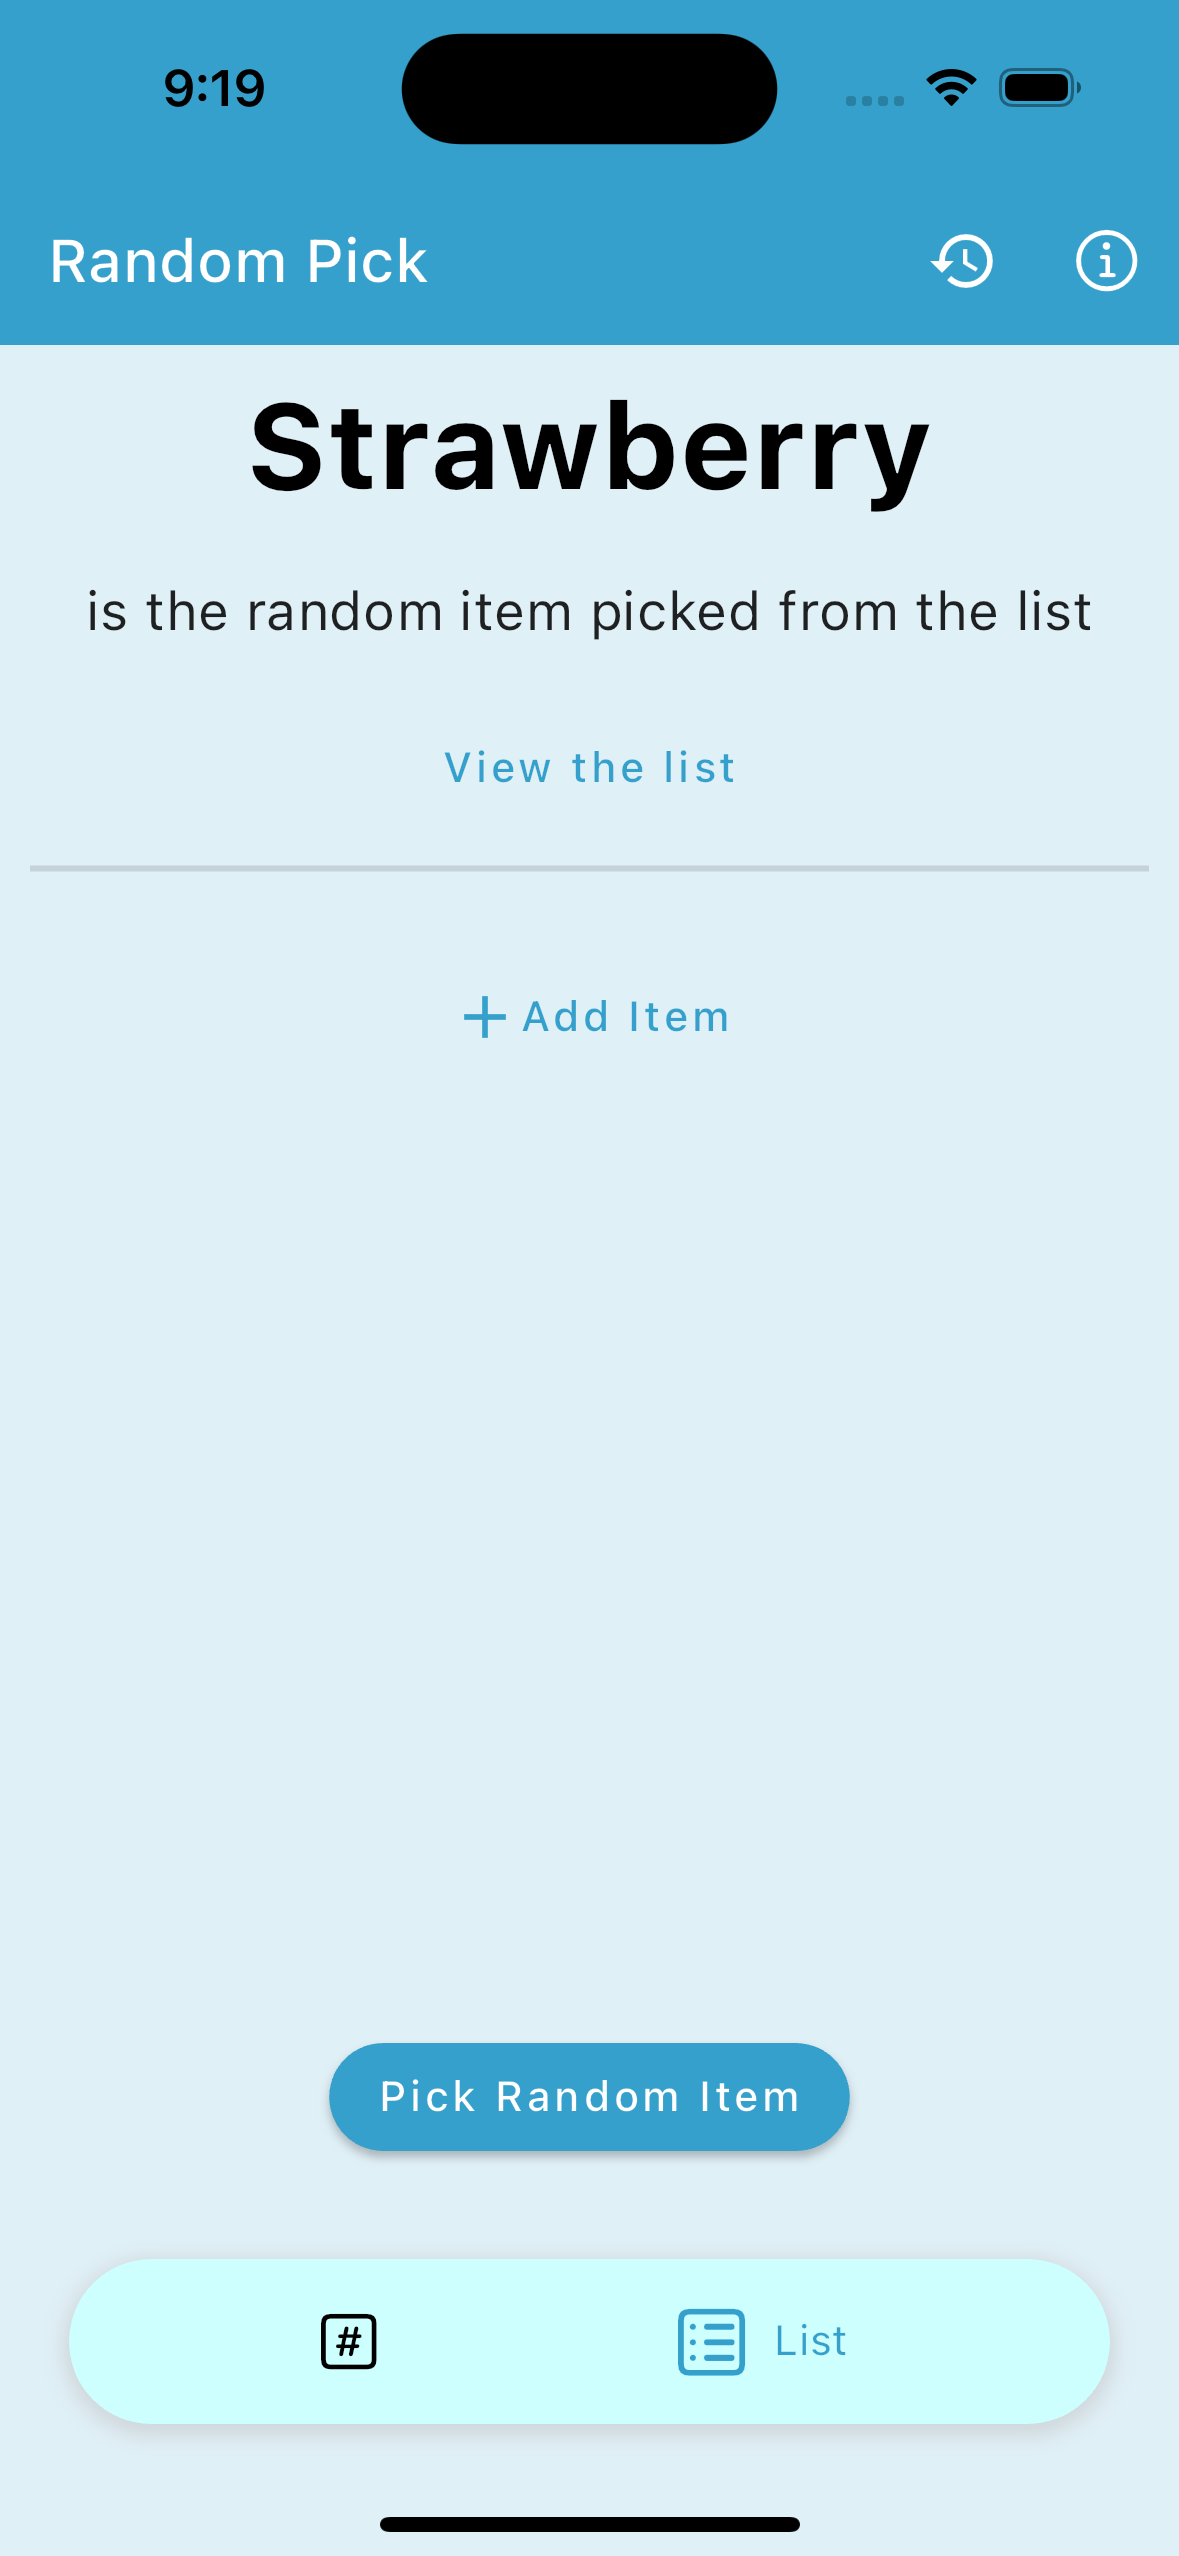 9:19
Random Pick
Strawberry
is the random item picked from the list
View the list
+ Add Item
Pick Random Item
# List